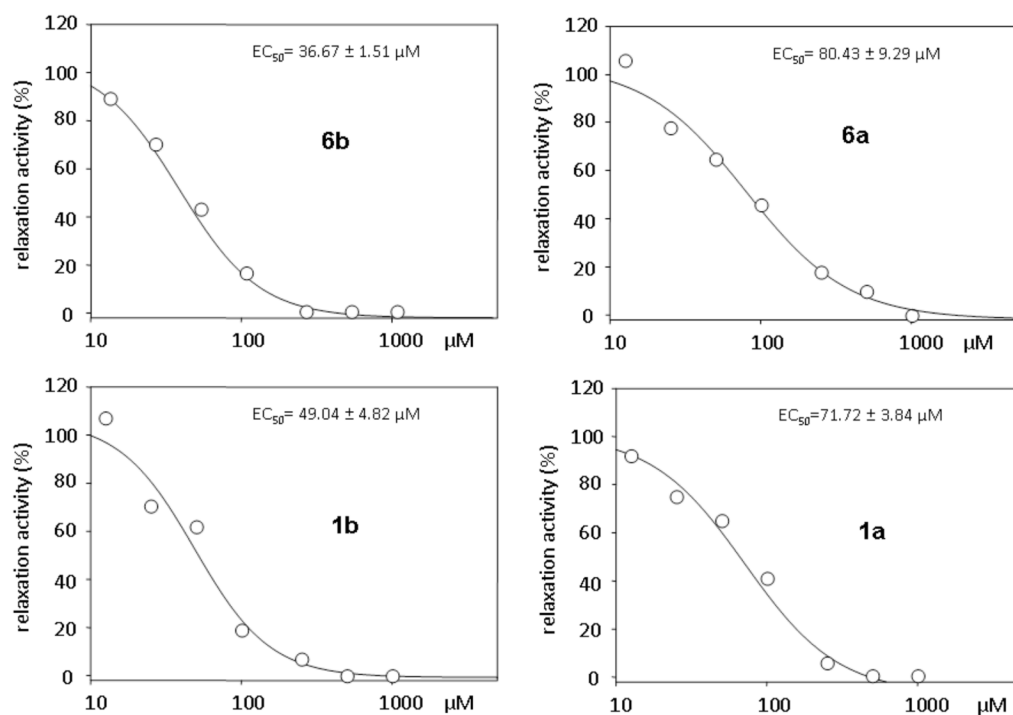 relaxation activity (%)
120
100
80
60
40
20
0
EC50= 36.67 ± 1.51 µM
6b
10 100 1000 µM
relaxation activity (%)
120
100
80
60
40
20
0
EC50= 80.43 ± 9.29 µM
6a
10 100 1000 µM
relaxation activity (%)
120
100
80
60
40
20
0
EC50= 49.04 ± 4.82 µM
1b
10 100 1000 µM
relaxation activity (%)
120
100
80
60
40
20
0
EC50=71.72 ± 3.84 µM
1a
10 100 1000 µM